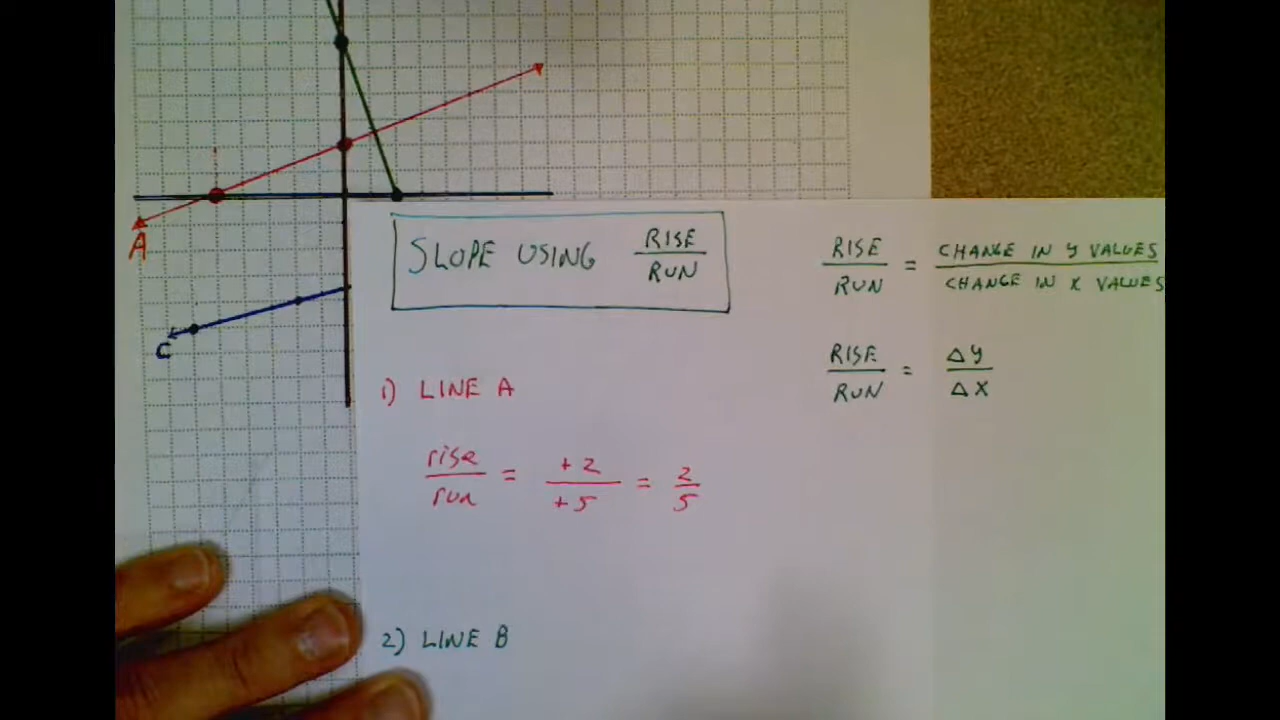 A
C
SLOPE USING RISE
RUN
RISE
RUN = CHANGE IN Y VALUES
CHANGE IN X VALUES
RISE
RUN = ΔY
ΔX
1) LINE A
rise
run = +2
+5 = 2
5
2) LINE B